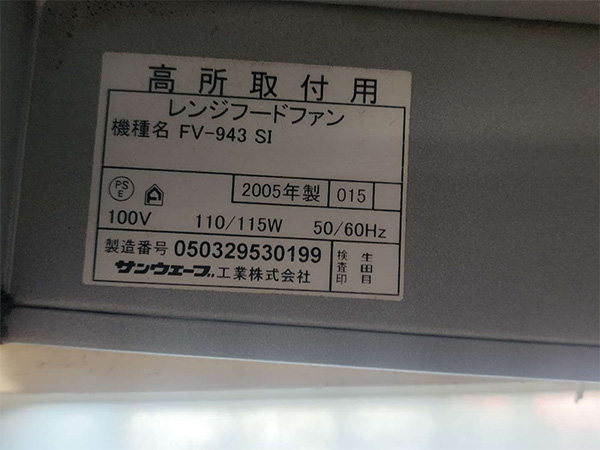 高所取付用
レンジフードファン
機種名 FV-943 SI
PS
E
2005年製 015
100V 110/115W 50/60Hz
製造番号 050329530199
サンウエーブ工業株式会社
検査印
生田目